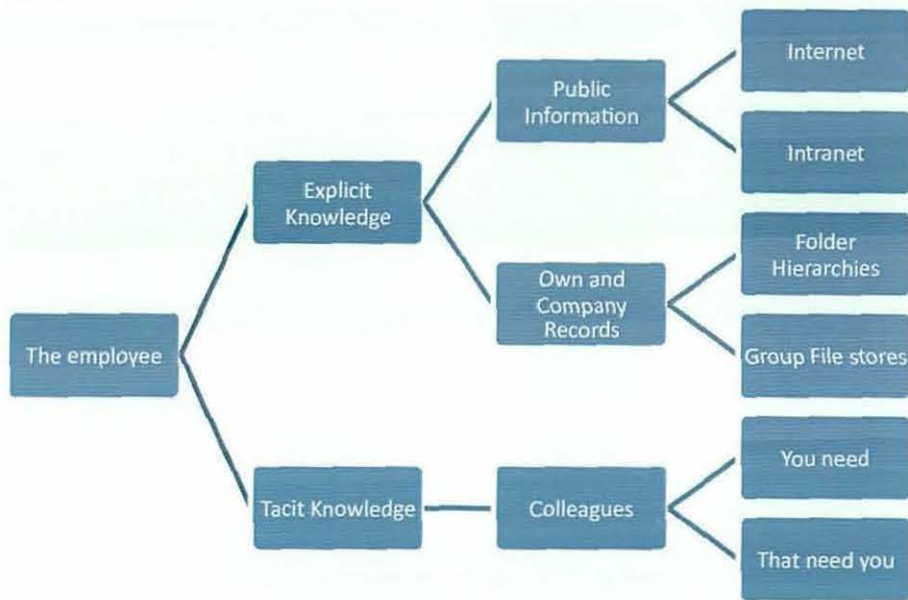 Internet
Public
Information
Intranet
Explicit
Knowledge
Folder
Hierarchies
Own and
Company
Records
The employee
Group File stores
You need
Tacit Knowledge
Colleagues
That need you